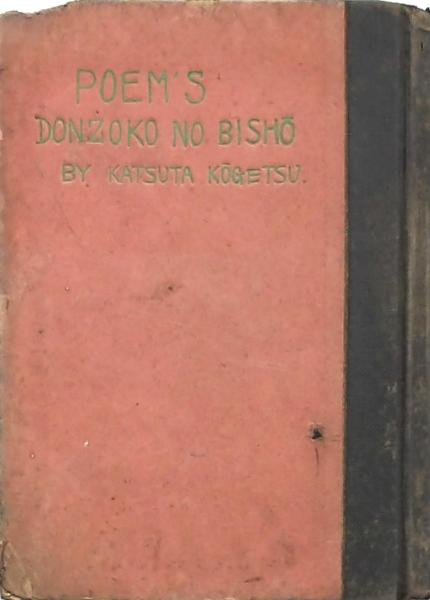 POEM'S
DONZOKO NO BISHŌ
BY KATSUTA KŌGETSU.